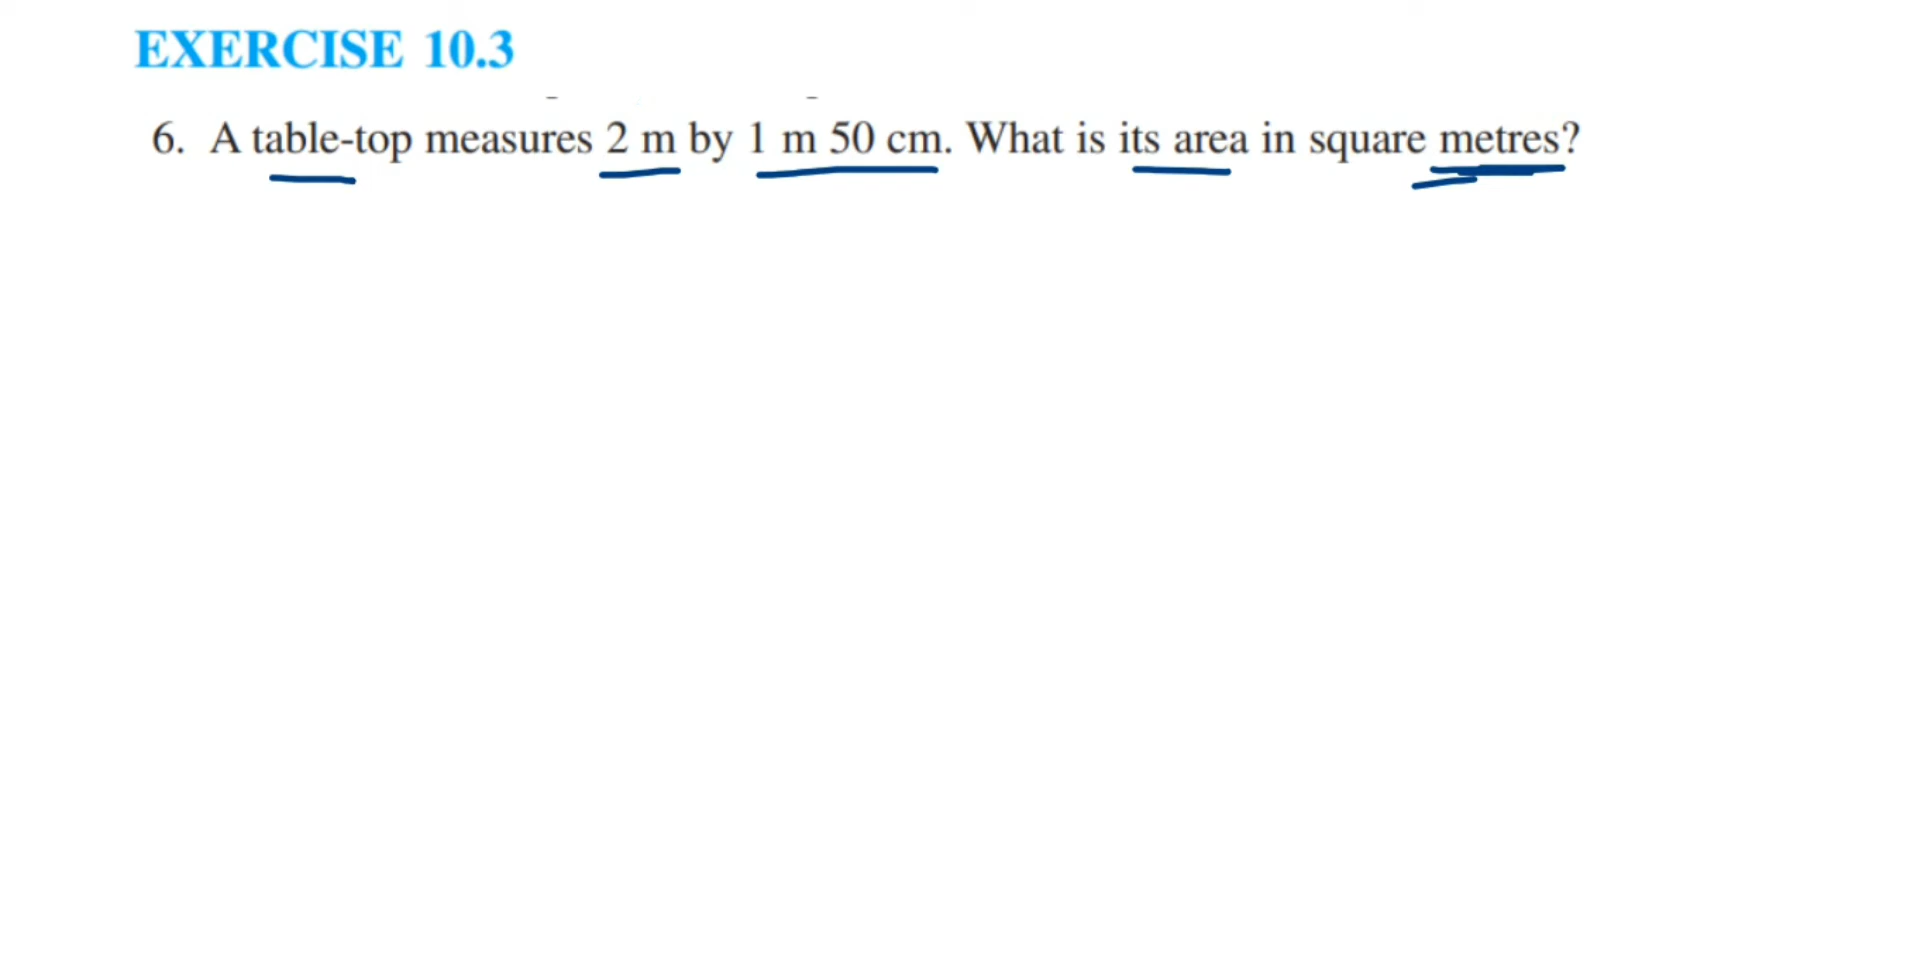 EXERCISE 10.3
6. A table-top measures 2 m by 1 m 50 cm. What is its area in square metres?